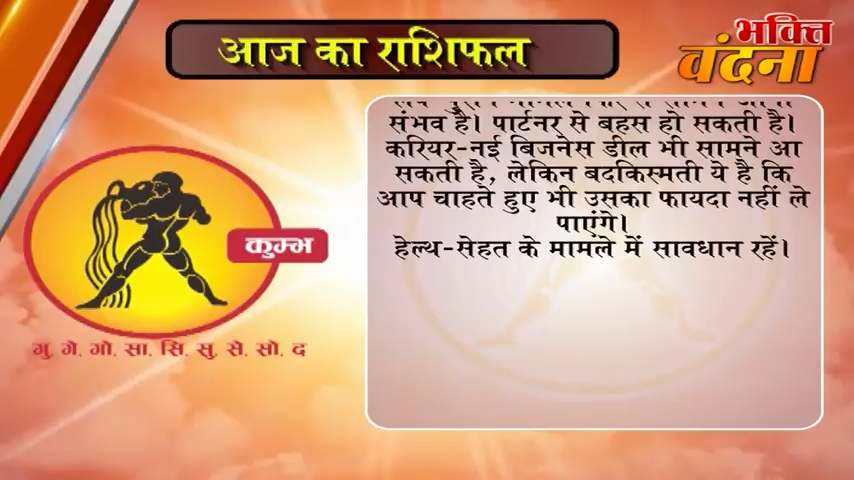 आज का राशिफल
भक्ति
वंदना
संभव है। पार्टनर से बहस हो सकती है।
करियर-नई बिजनेस डील भी सामने आ
सकती है, लेकिन बदकिस्मती ये है कि
आप चाहते हुए भी उसका फायदा नहीं ले
पाएंगे।
हेल्थ-सेहत के मामले में सावधान रहें।
कुम्भ
गु. गे. गो. सा. सि. सु. से. सो. द